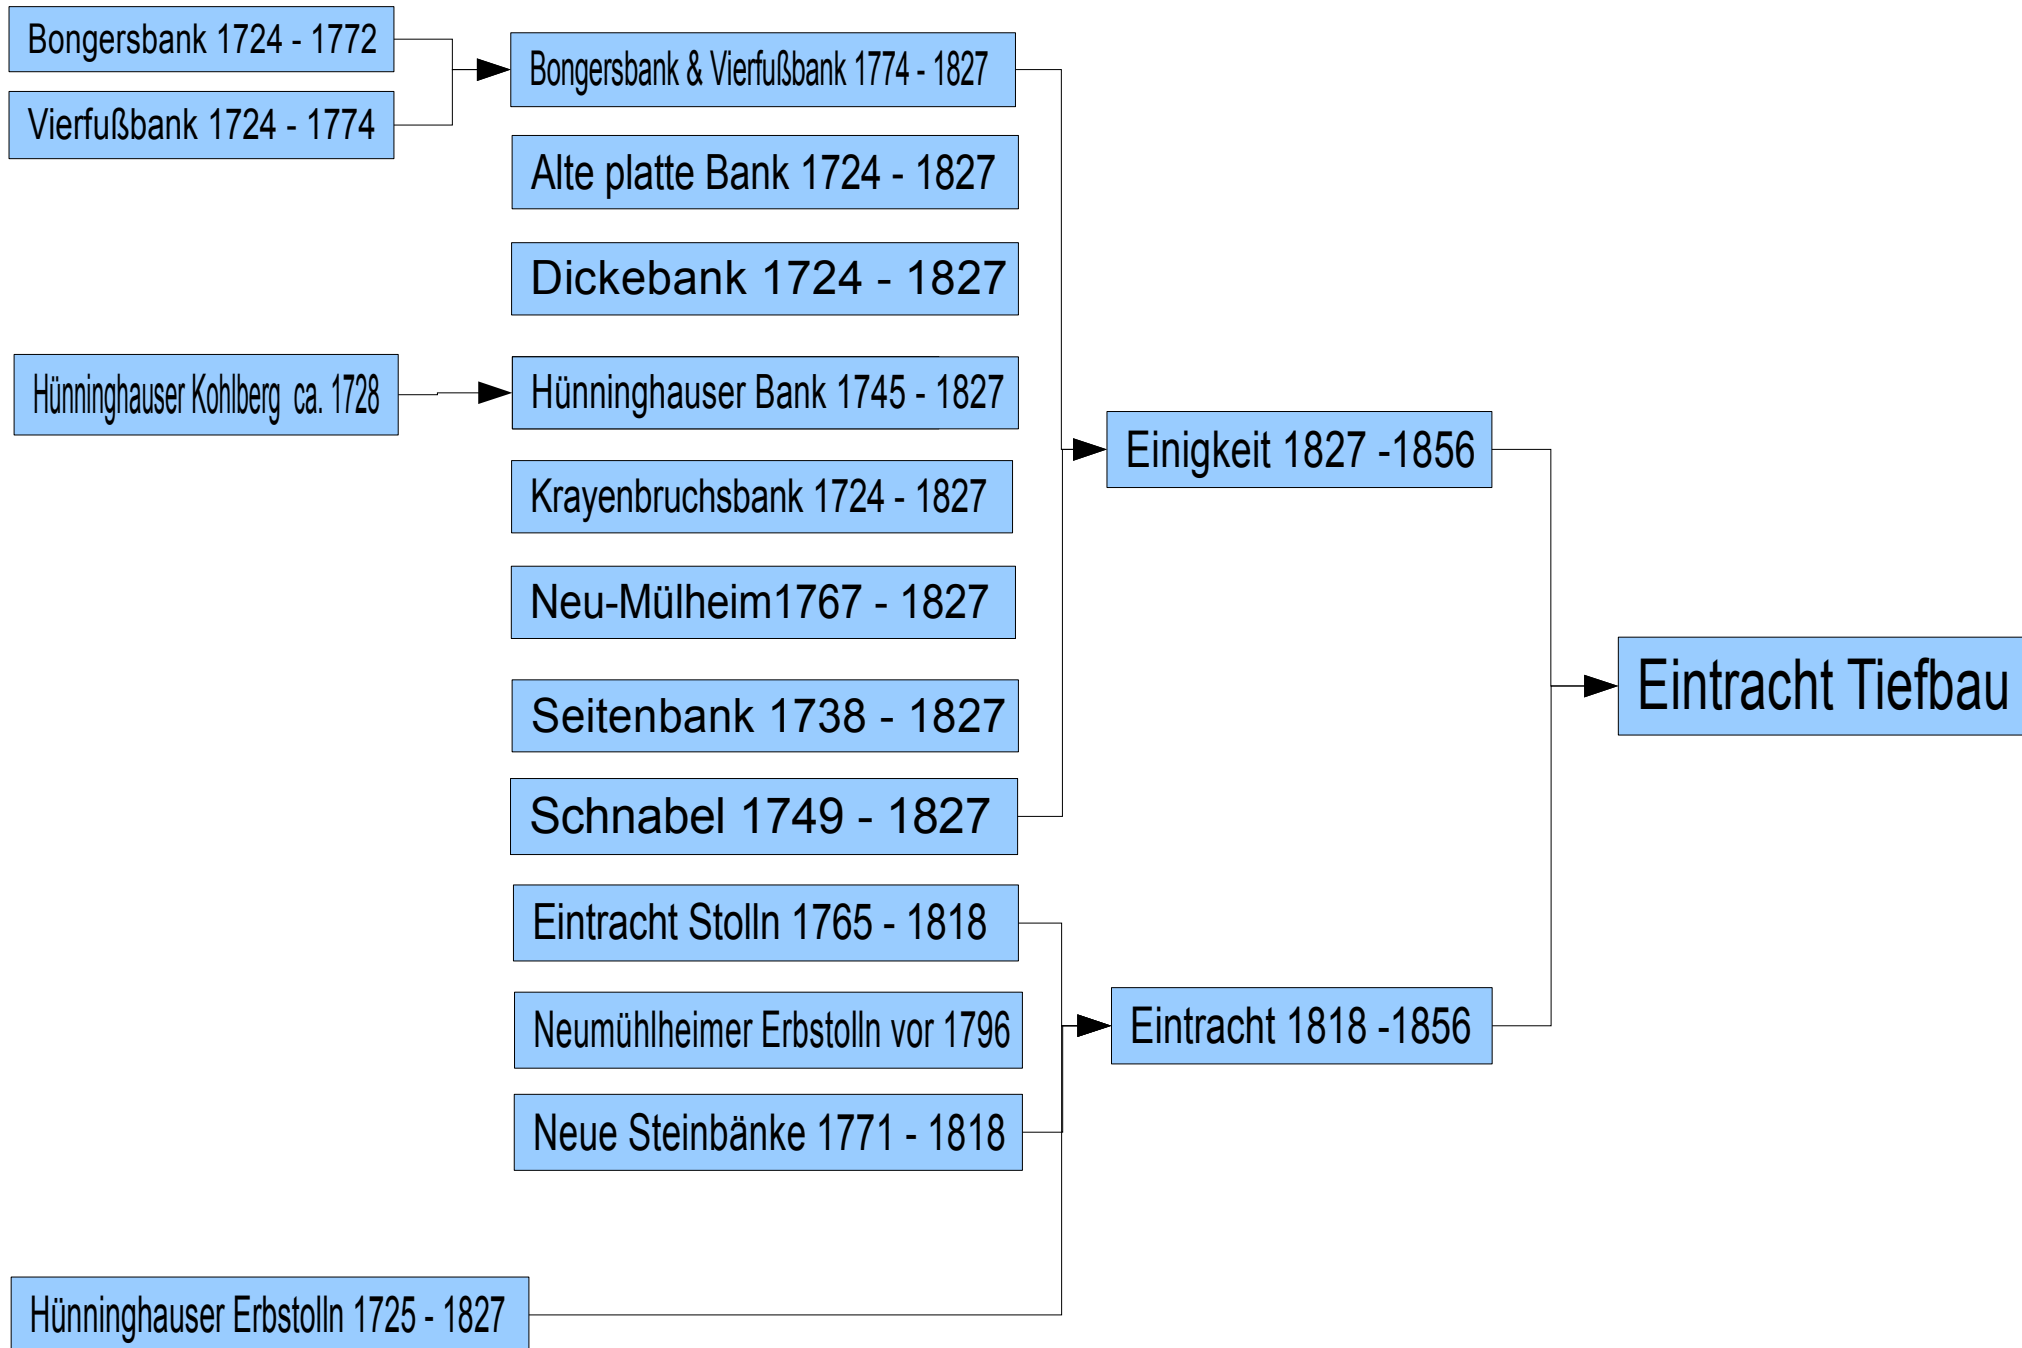 Bongersbank 1724 - 1772
Vierfußbank 1724 - 1774
Bongersbank & Vierfußbank 1774 - 1827
Alte platte Bank 1724 - 1827
Dickebank 1724 - 1827
Hünninghauser Kohlberg ca. 1728
Hünninghauser Bank 1745 - 1827
Krayenbruchsbank 1724 - 1827
Neu-Mülheim1767 - 1827
Seitenbank 1738 - 1827
Schnabel 1749 - 1827
Eintracht Stolln 1765 - 1818
Neumühlheimer Erbstolln vor 1796
Neue Steinbänke 1771 - 1818
Hünninghauser Erbstolln 1725 - 1827
Einigkeit 1827 -1856
Eintracht 1818 -1856
Eintracht Tiefbau